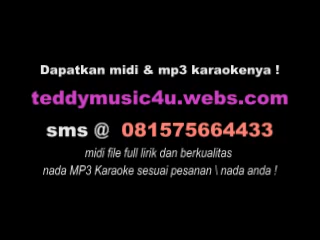 Dapatkan midi & mp3 karaokenya !
teddymusic4u.webs.com
sms @ 081575664433
midi file full lirik dan berkualitas
nada MP3 Karaoke sesuai pesanan \ nada anda !